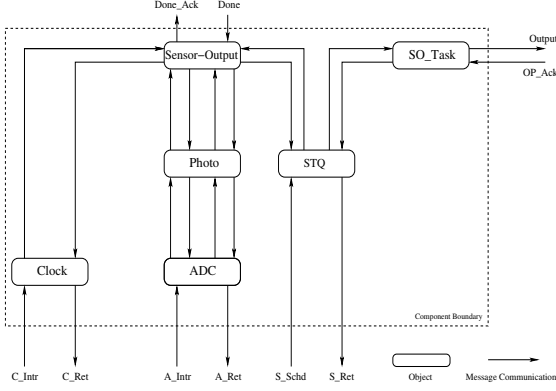 Done_Ack Done
Sensor-Output
SO_Task
Output
OP_Ack
Photo
STQ
Clock
ADC
Component Boundary
C_Intr C_Ret A_Intr A_Ret S_Schd S_Ret Object Message Communication